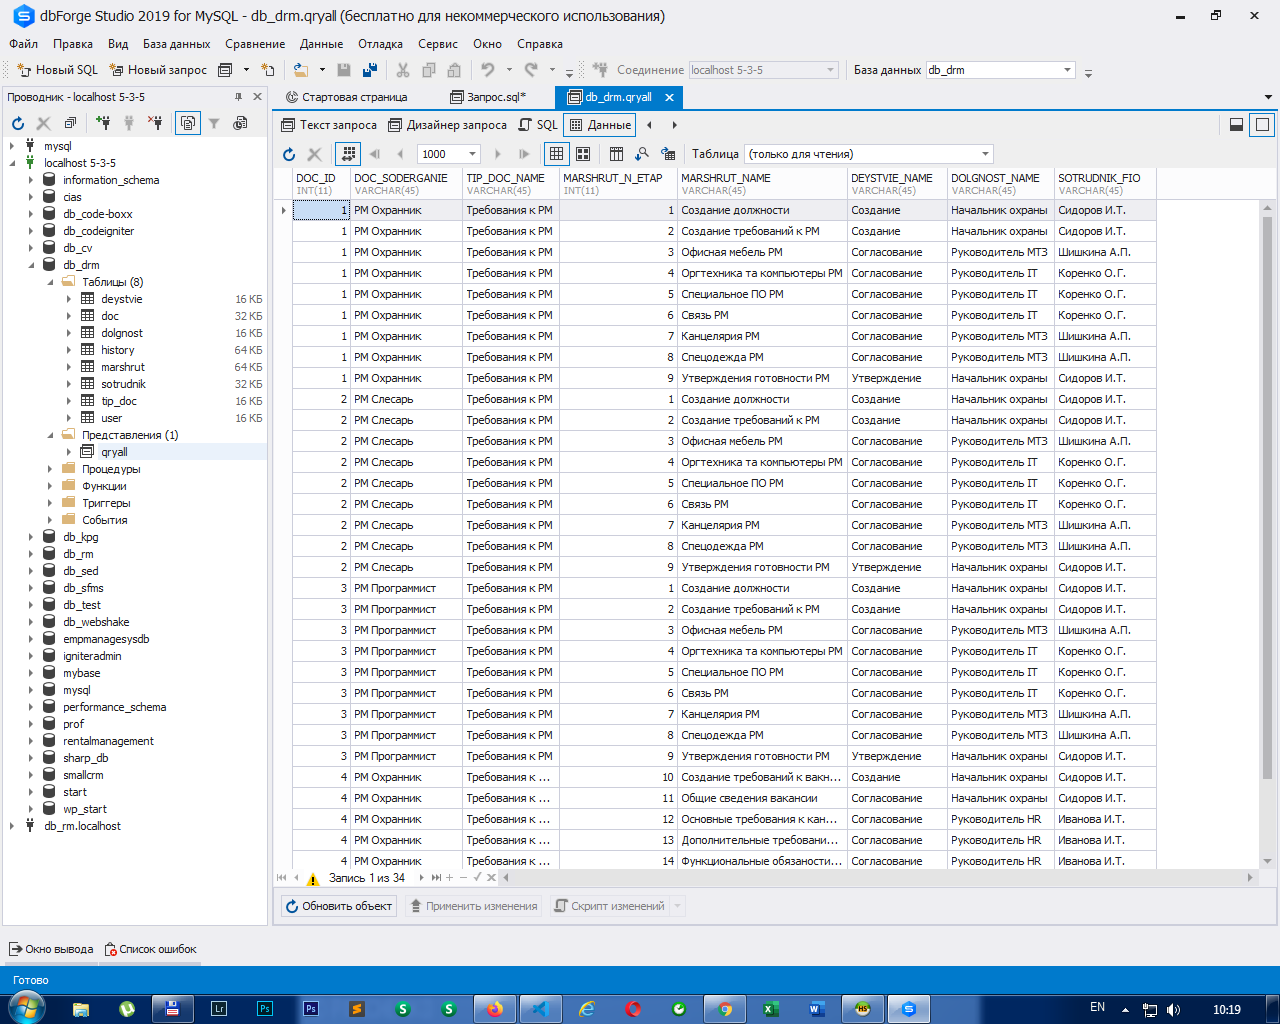 dbForge Studio 2019 for MySQL - db_drm.qryall (бесплатно для некоммерческого использования)
Файл Правка Вид База данных Сравнение Данные Отладка Сервис Окно Справка
Новый SQL Новый запрос Соединение localhost 5-3-5 База данных db_drm
Проводник - localhost 5-3-5
Стартовая страница Запрос.sql* db_drm.qryall
Текст запроса Дизайнер запроса SQL Данные
1000 Таблица (только для чтения)
mysql
localhost 5-3-5
information_schema
cias
db_code-boxx
db_codeigniter
db_cv
db_drm
Таблицы (8)
deystvie 16 КБ
doc 32 КБ
dolgnost 16 КБ
history 64 КБ
marshrut 64 КБ
sotrudnik 32 КБ
tip_doc 16 КБ
user 16 КБ
Представления (1)
qryall
Процедуры
Функции
Триггеры
События
db_kpg
db_rm
db_sed
db_sfms
db_test
db_webshake
empmanagesysdb
igniteradmin
mybase
mysql
performance_schema
prof
rentalmanagement
sharp_db
smallcrm
start
wp_start
db_rm.localhost
DOC_ID DOC_SODERGANIE TIP_DOC_NAME MARSHRUT_N_ETAP MARSHRUT_NAME DEYSTVIE_NAME DOLGNOST_NAME SOTRUDNIK_FIO
INT(11) VARCHAR(45) VARCHAR(45) INT(11) VARCHAR(45) VARCHAR(45) VARCHAR(45) VARCHAR(45)
1 РМ Охранник Требования к РМ 1 Создание должности Создание Начальник охраны Сидоров И.Т.
1 РМ Охранник Требования к РМ 2 Создание требований к РМ Создание Начальник охраны Сидоров И.Т.
1 РМ Охранник Требования к РМ 3 Офисная мебель РМ Согласование Руководитель МТЗ Шишкина А.П.
1 РМ Охранник Требования к РМ 4 Оргтехника та компьютеры РМ Согласование Руководитель IT Коренко О.Г.
1 РМ Охранник Требования к РМ 5 Специальное ПО РМ Согласование Руководитель IT Коренко О.Г.
1 РМ Охранник Требования к РМ 6 Связь РМ Согласование Руководитель IT Коренко О.Г.
1 РМ Охранник Требования к РМ 7 Канцелярия РМ Согласование Руководитель МТЗ Шишкина А.П.
1 РМ Охранник Требования к РМ 8 Спецодежда РМ Согласование Руководитель МТЗ Шишкина А.П.
1 РМ Охранник Требования к РМ 9 Утверждения готовности РМ Утверждение Начальник охраны Сидоров И.Т.
2 РМ Слесарь Требования к РМ 1 Создание должности Создание Начальник охраны Сидоров И.Т.
2 РМ Слесарь Требования к РМ 2 Создание требований к РМ Создание Начальник охраны Сидоров И.Т.
2 РМ Слесарь Требования к РМ 3 Офисная мебель РМ Согласование Руководитель МТЗ Шишкина А.П.
2 РМ Слесарь Требования к РМ 4 Оргтехника та компьютеры РМ Согласование Руководитель IT Коренко О.Г.
2 РМ Слесарь Требования к РМ 5 Специальное ПО РМ Согласование Руководитель IT Коренко О.Г.
2 РМ Слесарь Требования к РМ 6 Связь РМ Согласование Руководитель IT Коренко О.Г.
2 РМ Слесарь Требования к РМ 7 Канцелярия РМ Согласование Руководитель МТЗ Шишкина А.П.
2 РМ Слесарь Требования к РМ 8 Спецодежда РМ Согласование Руководитель МТЗ Шишкина А.П.
2 РМ Слесарь Требования к РМ 9 Утверждения готовности РМ Утверждение Начальник охраны Сидоров И.Т.
3 РМ Программист Требования к РМ 1 Создание должности Создание Начальник охраны Сидоров И.Т.
3 РМ Программист Требования к РМ 2 Создание требований к РМ Создание Начальник охраны Сидоров И.Т.
3 РМ Программист Требования к РМ 3 Офисная мебель РМ Согласование Руководитель МТЗ Шишкина А.П.
3 РМ Программист Требования к РМ 4 Оргтехника та компьютеры РМ Согласование Руководитель IT Коренко О.Г.
3 РМ Программист Требования к РМ 5 Специальное ПО РМ Согласование Руководитель IT Коренко О.Г.
3 РМ Программист Требования к РМ 6 Связь РМ Согласование Руководитель IT Коренко О.Г.
3 РМ Программист Требования к РМ 7 Канцелярия РМ Согласование Руководитель МТЗ Шишкина А.П.
3 РМ Программист Требования к РМ 8 Спецодежда РМ Согласование Руководитель МТЗ Шишкина А.П.
3 РМ Программист Требования к РМ 9 Утверждения готовности РМ Утверждение Начальник охраны Сидоров И.Т.
4 РМ Охранник Требования к ... 10 Создание требований к вакн... Создание Начальник охраны Сидоров И.Т.
4 РМ Охранник Требования к ... 11 Общие сведения вакансии Согласование Начальник охраны Сидоров И.Т.
4 РМ Охранник Требования к ... 12 Основные требования к кан... Согласование Руководитель HR Иванова И.Т.
4 РМ Охранник Требования к ... 13 Дополнительные требовани... Согласование Руководитель HR Иванова И.Т.
4 РМ Охранник Требования к ... 14 Функциональные обязаности... Согласование Руководитель HR Иванова И.Т.
Запись 1 из 34
Обновить объект Применить изменения Скрипт изменений
Окно вывода Список ошибок
Готово
Lr Ps Ps S S S HS EN 10:19